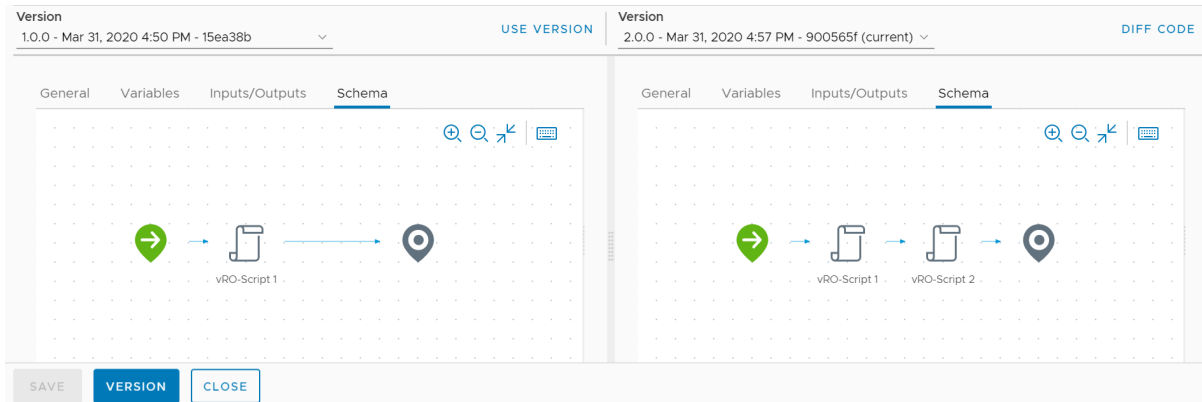 Version
1.0.0 - Mar 31, 2020 4:50 PM - 15ea38b
USE VERSION
General Variables Inputs/Outputs Schema
vRO-Script 1
Version
2.0.0 - Mar 31, 2020 4:57 PM - 900565f (current)
DIFF CODE
General Variables Inputs/Outputs Schema
vRO-Script 1 vRO-Script 2
SAVE VERSION CLOSE